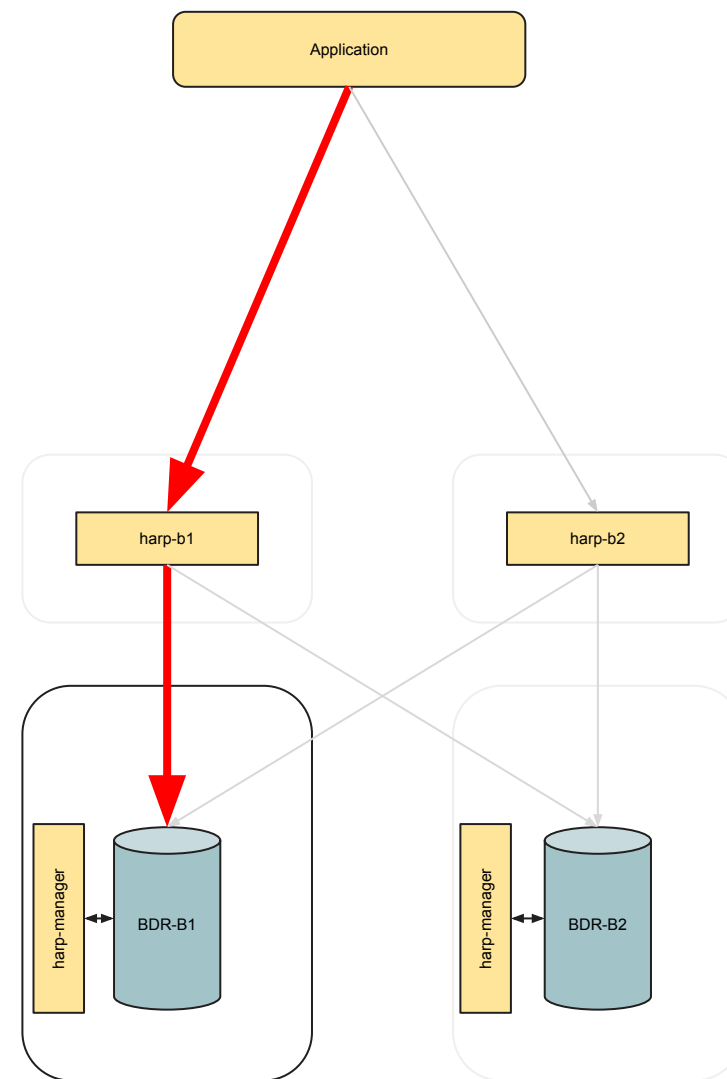 Application
harp-b1
harp-b2
harp-manager
BDR-B1
harp-manager
BDR-B2